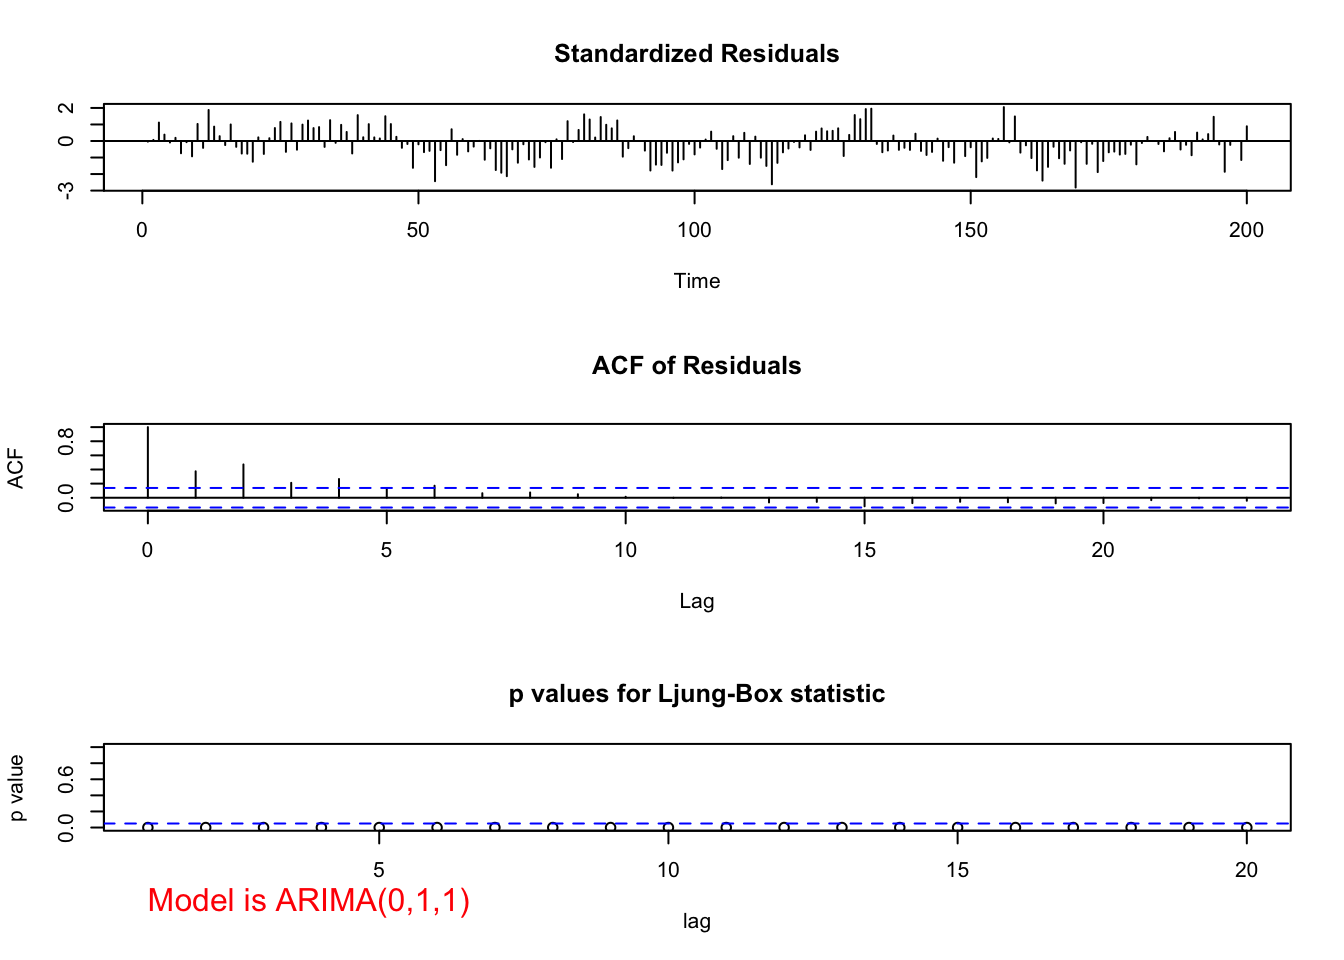 Standardized Residuals
2
0
-3
0 50 100 150 200
Time
ACF of Residuals
ACF
0.8
0.0
0 5 10 15 20
Lag
p values for Ljung-Box statistic
p value
0.6
0.0
5 10 15 20
Model is ARIMA(0,1,1)
lag